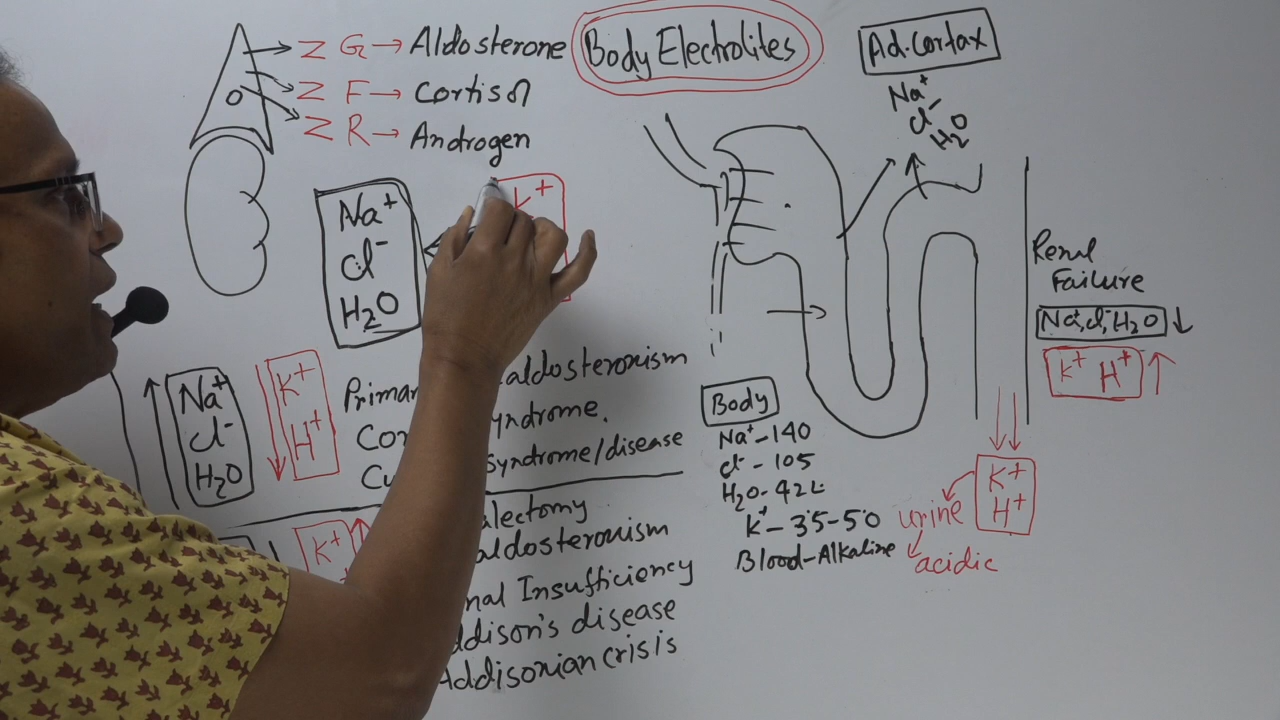 Z G → Aldosterone
Z F → Cortisol
Z R → Androgen
Body Electrolites
Ad. Cortax
Na⁺
Cl⁻
H₂O
Na⁺
Cl⁻
H₂O
K⁺
Na⁺
Cl⁻
H₂O
K⁺
H⁺
aldosteronism
yndrome.
Syndrome/disease
K⁺
alectomy
aldosteronism
nal Insufficiency
ddison's disease
Addisonian crisis
Body
Na⁺ - 140
Cl⁻ - 105
H₂O - 42L
K⁺ - 3.5 - 5.0
Blood - Alkaline
Renal
Failure
Na⁺, Cl⁻, H₂O ↓
K⁺ H⁺ ↑
K⁺
H⁺
urine
acidic